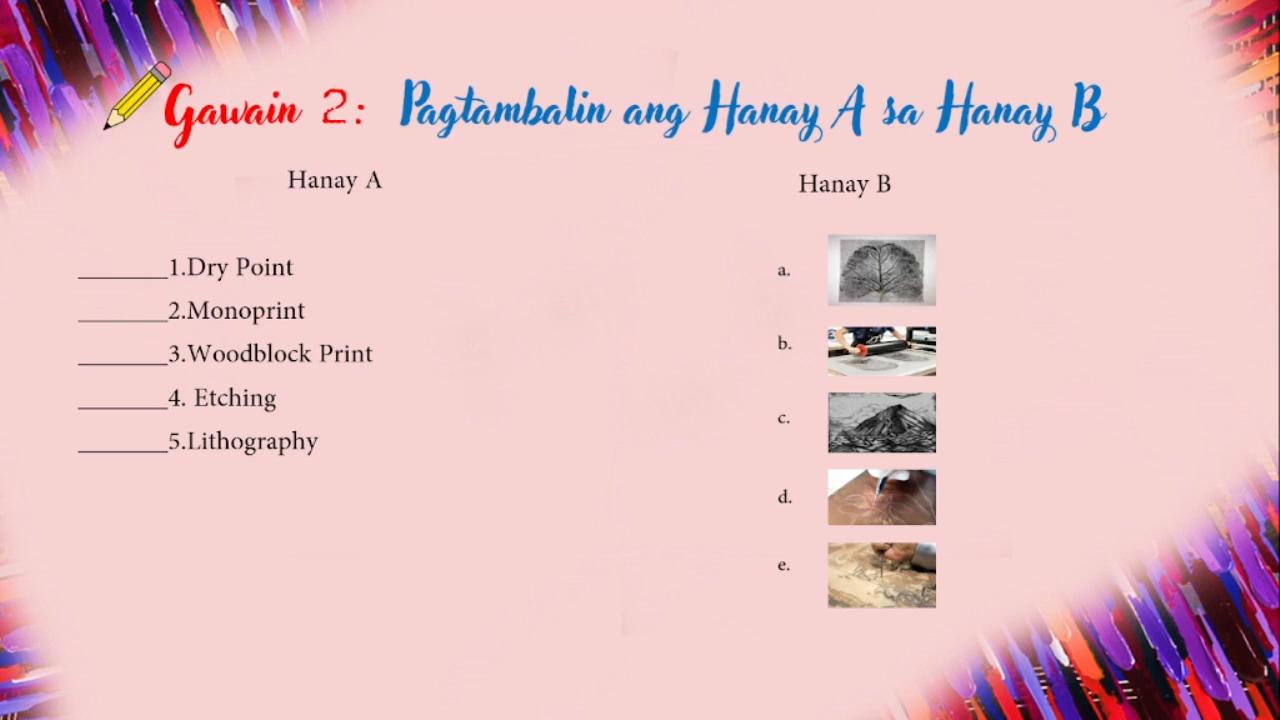 Gawain 2: Pagtambalin ang Hanay A sa Hanay B
Hanay A
Hanay B
________1.Dry Point
________2.Monoprint
________3.Woodblock Print
________4. Etching
________5.Lithography
a.
b.
c.
d.
e.